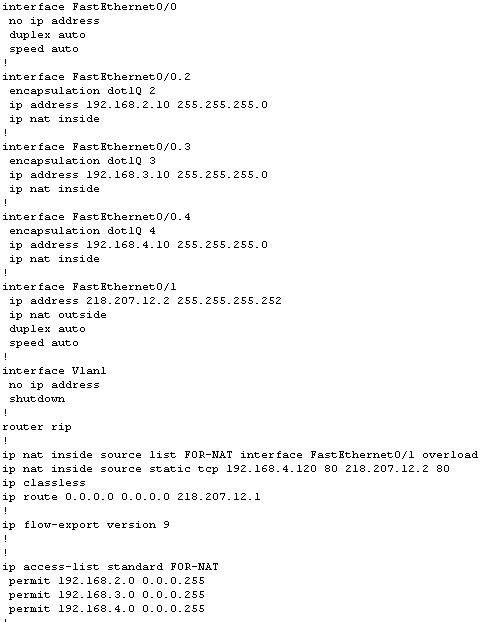 interface FastEthernet0/0
no ip address
duplex auto
speed auto
!
interface FastEthernet0/0.2
encapsulation dot1Q 2
ip address 192.168.2.10 255.255.255.0
ip nat inside
!
interface FastEthernet0/0.3
encapsulation dot1Q 3
ip address 192.168.3.10 255.255.255.0
ip nat inside
!
interface FastEthernet0/0.4
encapsulation dot1Q 4
ip address 192.168.4.10 255.255.255.0
ip nat inside
!
interface FastEthernet0/1
ip address 218.207.12.2 255.255.255.252
ip nat outside
duplex auto
speed auto
!
interface Vlan1
no ip address
shutdown
!
router rip
!
ip nat inside source list FOR-NAT interface FastEthernet0/1 overload
ip nat inside source static tcp 192.168.4.120 80 218.207.12.2 80
ip classless
ip route 0.0.0.0 0.0.0.0 218.207.12.1
!
ip flow-export version 9
!
!
ip access-list standard FOR-NAT
permit 192.168.2.0 0.0.0.255
permit 192.168.3.0 0.0.0.255
permit 192.168.4.0 0.0.0.255
!